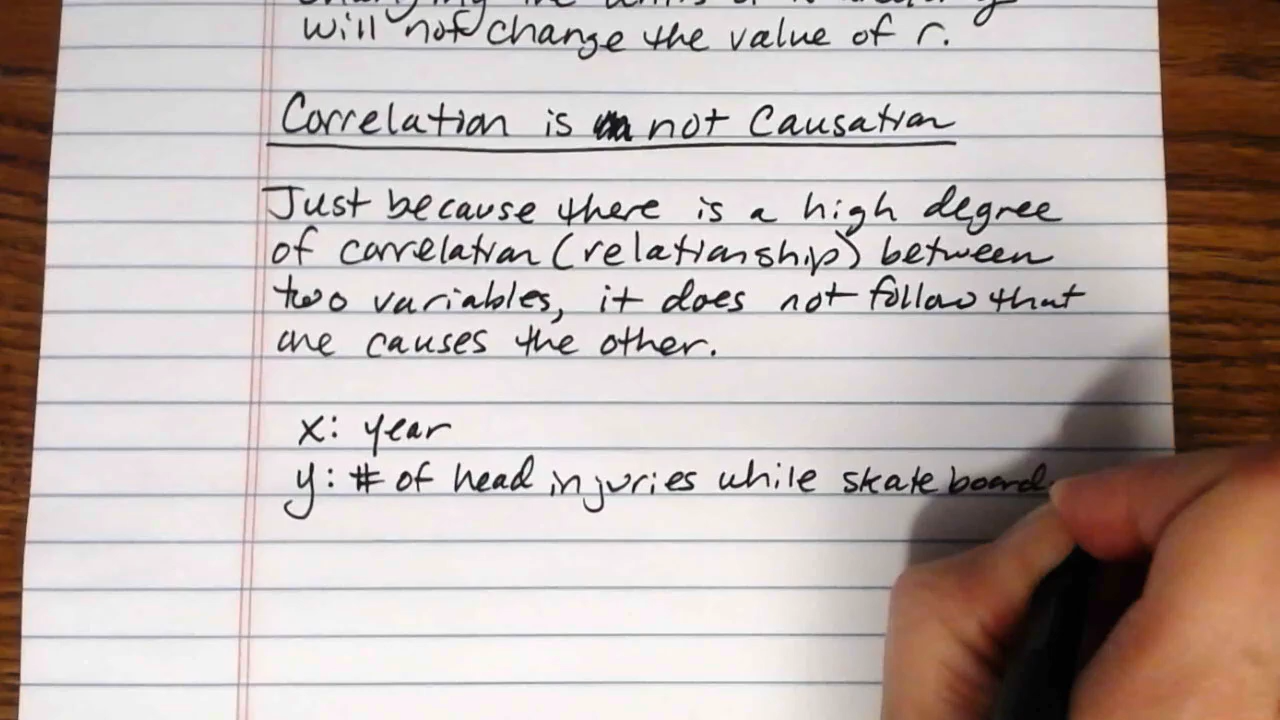 will not change the value of r.
Correlation is not Causation
Just because there is a high degree
of correlation (relationship) between
two variables, it does not follow that
one causes the other.
x: year
y: # of head injuries while skateboard